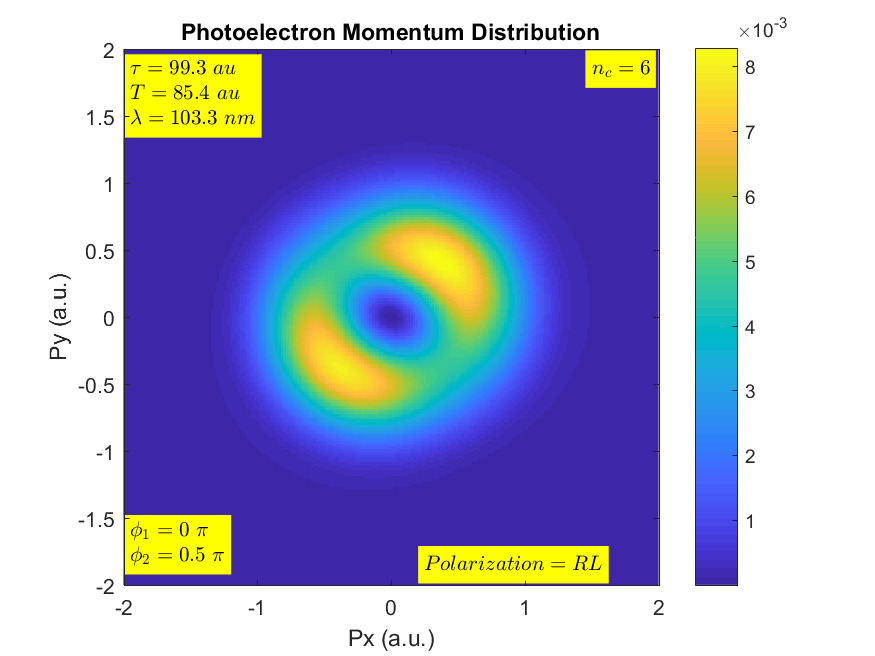 Photoelectron Momentum Distribution
×10⁻³
τ = 99.3 au
T = 85.4 au
λ = 103.3 nm
n_c = 6
ϕ₁ = 0 π
ϕ₂ = 0.5 π
Polarization = RL
2
1.5
1
0.5
0
-0.5
-1
-1.5
-2
Py (a.u.)
-2 -1 0 1 2
Px (a.u.)
8
7
6
5
4
3
2
1